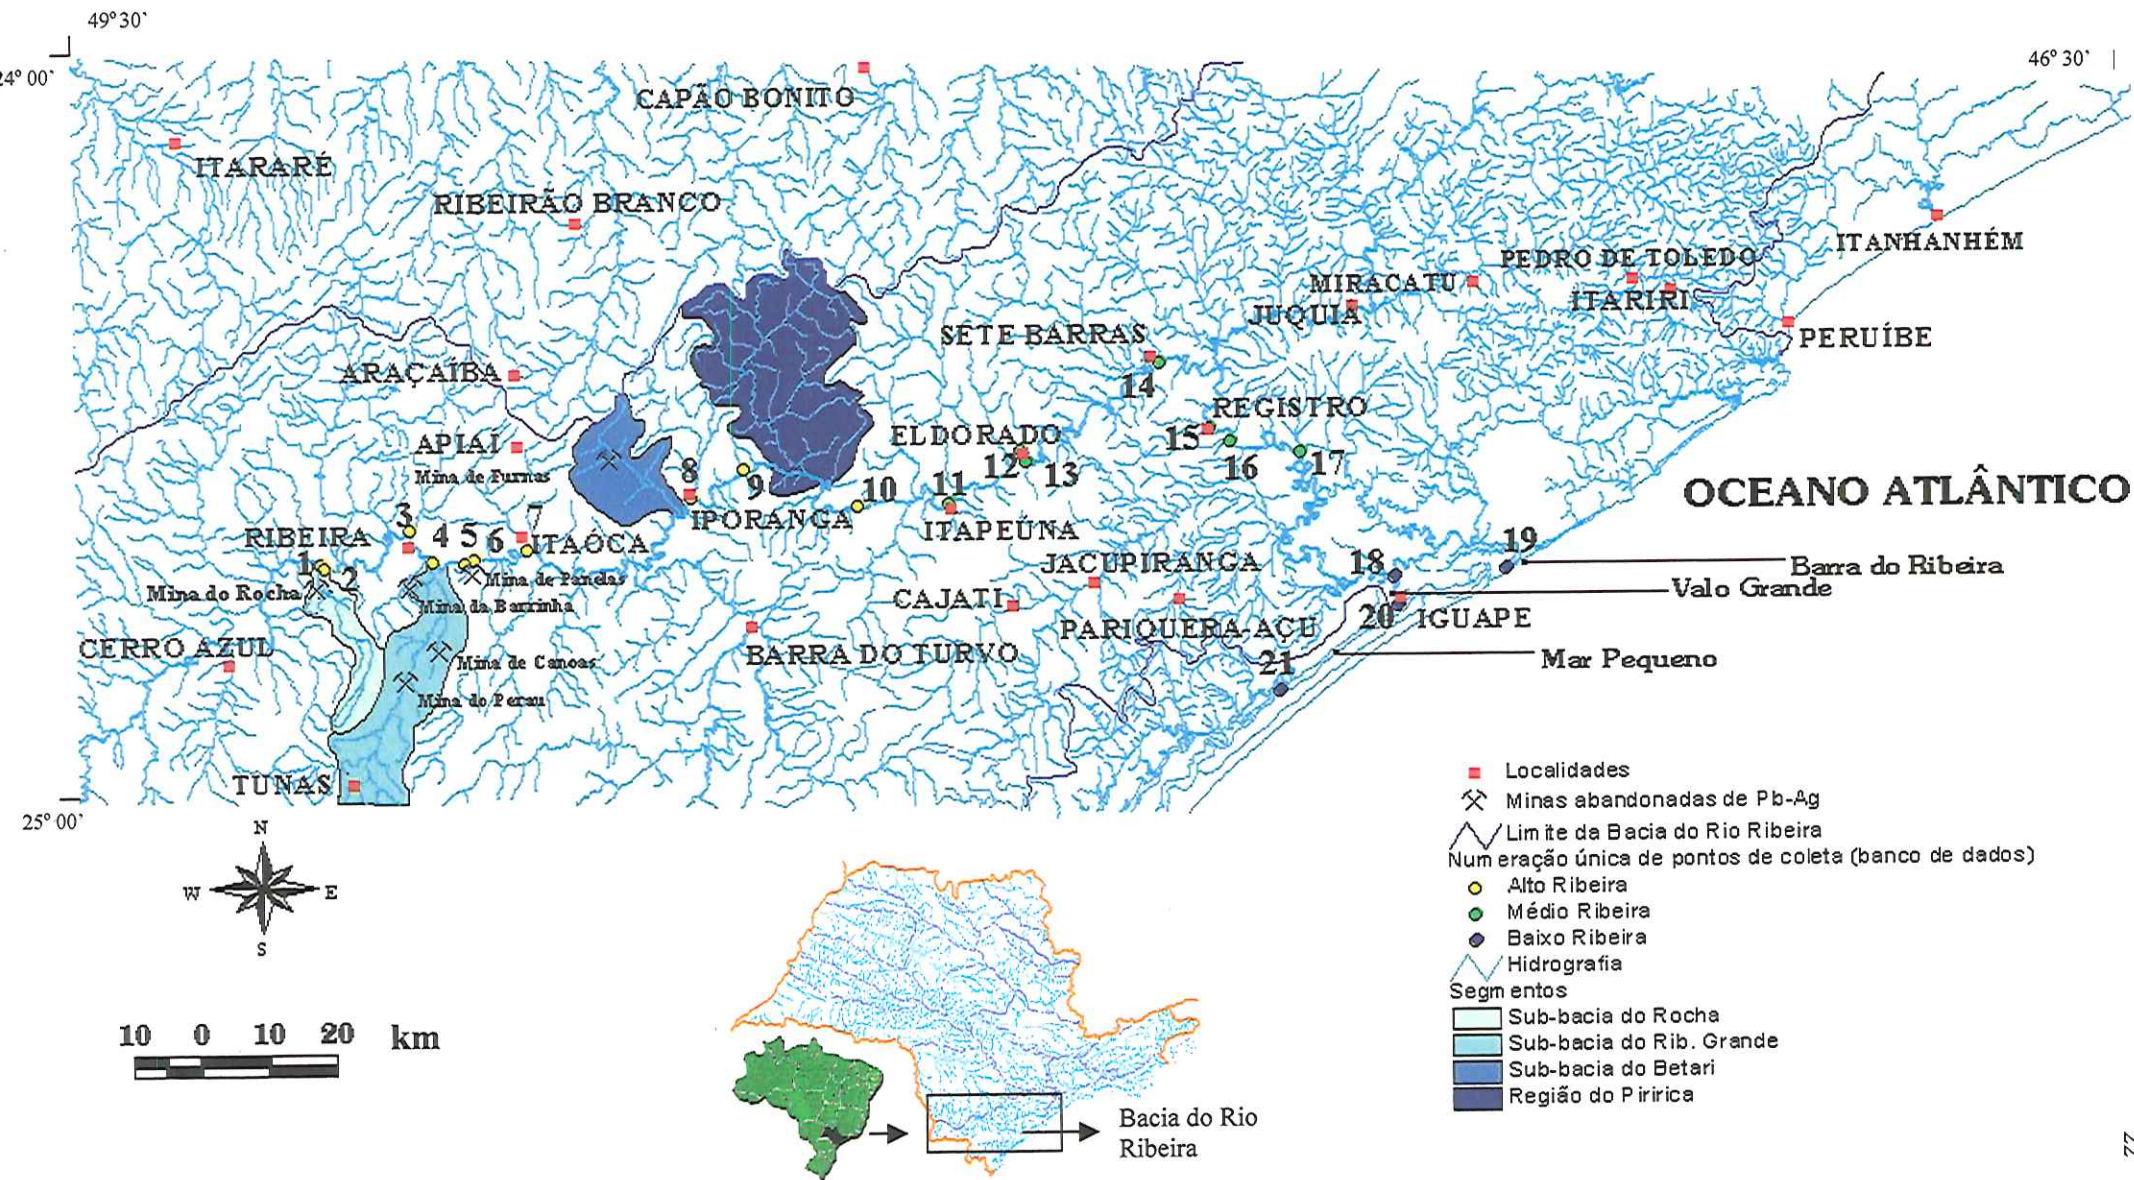 49° 30'
46° 30'
24° 00'
CAPÃO BONITO
ITARARÉ
RIBEIRÃO BRANCO
ITANHANHÉM
PEDRO DE TOLEDO
MIRACATU
ITARIRI
JUQUIÁ
SETE BARRAS
PERUÍBE
ARAÇAÍBA
14
REGISTRO
APIAÍ
ELDORADO
15
16
17
Mina de Furnas
8
9
12
13
10
11
OCEANO ATLÂNTICO
IPORANGA
ITAPEÚNA
3
7
RIBEIRA
4
5
6
ITAÓCA
19
1
2
18
JACUPIRANGA
Barra do Ribeira
Mina de Panelas
Mina do Rocha
Valo Grande
Mina da Barrinha
CAJATI
20
IGUAPE
PARIQUERA-AÇU
CERRO AZUL
BARRA DO TURVO
Mina de Canoas
21
Mar Pequeno
Mina do Perau
TUNAS
25° 00'
Localidades
Minas abandonadas de Pb-Ag
Limite da Bacia do Rio Ribeira
Numeração única de pontos de coleta (banco de dados)
Alto Ribeira
Médio Ribeira
Baixo Ribeira
Hidrografia
Segmentos
Sub-bacia do Rocha
Sub-bacia do Rib. Grande
Sub-bacia do Betari
Região do Piririca
N
W
E
S
10 0 10 20 km
Bacia do Rio
Ribeira
77